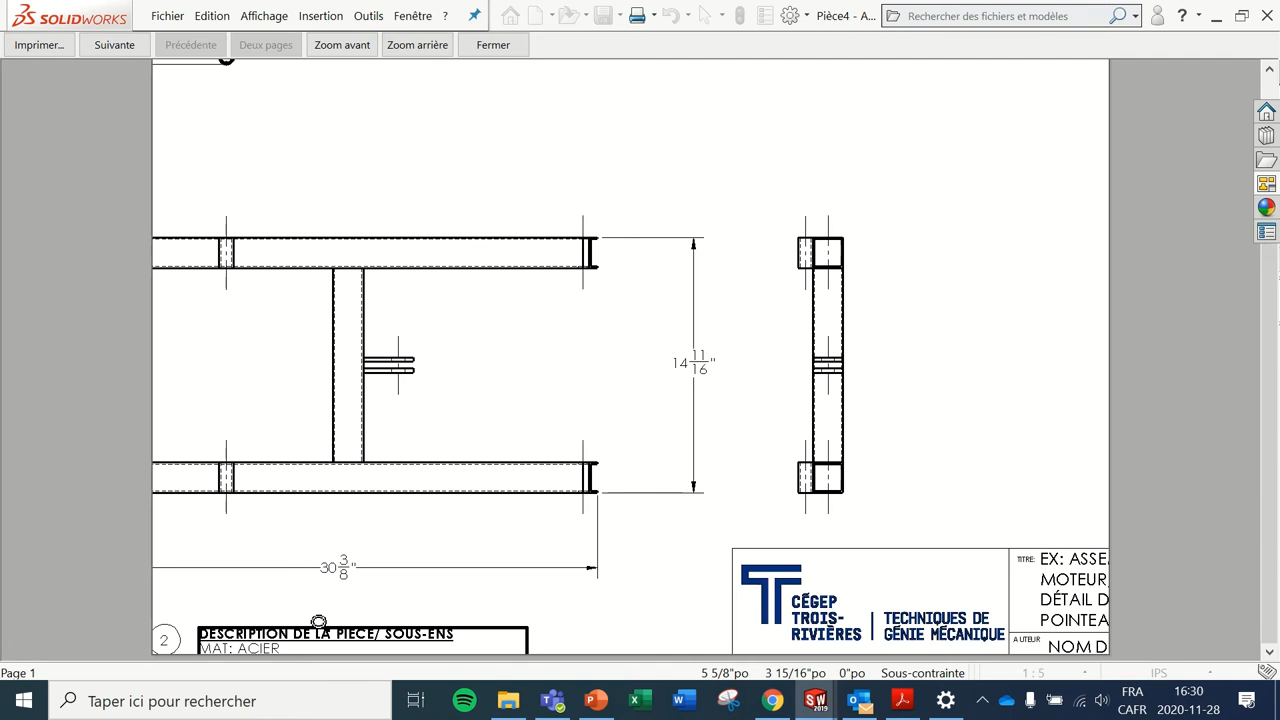 SOLIDWORKS
Fichier Edition Affichage Insertion Outils Fenêtre ?
Pièce4 - A...
Rechercher des fichiers et modèles
?
Imprimer... Suivante Précédente Deux pages Zoom avant Zoom arrière Fermer
14 11/16"
30 3/8"
2
DESCRIPTION DE LA PIECE/ SOUS-ENS
MAT: ACIER
CÉGEP
TROIS-
RIVIÈRES
TECHNIQUES DE
GÉNIE MÉCANIQUE
TITRE: EX: ASSE
MOTEUR,
DÉTAIL D
POINTEA
AUTEUR
NOM D
Page 1
5 5/8"po 3 15/16"po 0"po Sous-contrainte 1 : 5 IPS
Taper ici pour rechercher
SW
2019
FRA
CAFR
16:30
2020-11-28